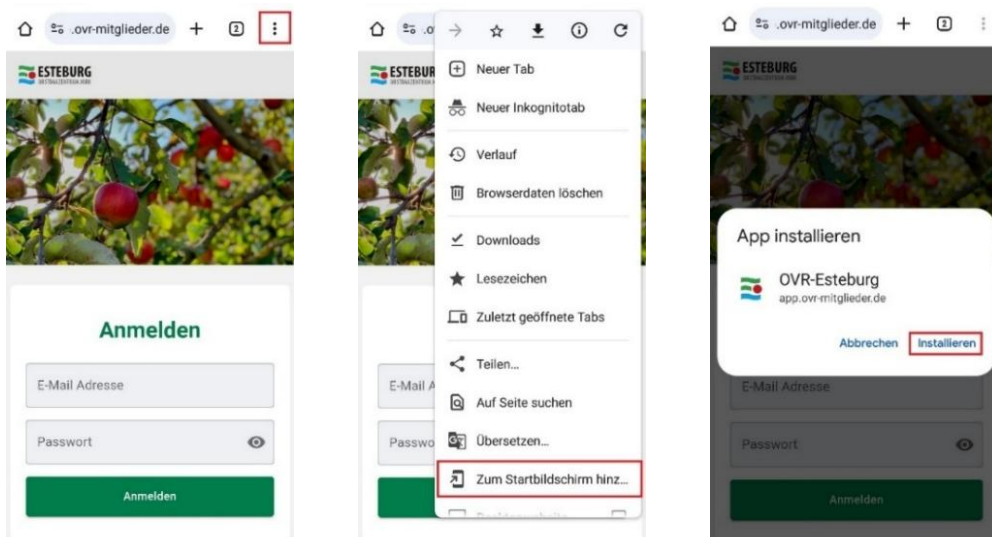 .ovr-mitglieder.de
2
ESTEBURG
Anmelden
E-Mail Adresse
Passwort
Anmelden
2
ESTEBUR
Neuer Tab
Neuer Inkognitotab
Verlauf
Browserdaten löschen
Downloads
Lesezeichen
Zuletzt geöffnete Tabs
Teilen...
Auf Seite suchen
Übersetzen...
Zum Startbildschirm hinz...
E-Mail A
Passwo
.ovr-mitglieder.de
2
ESTEBURG
App installieren
OVR-Esteburg
app.ovr-mitglieder.de
Abbrechen
Installieren
E-Mail Adresse
Passwort
Anmelden